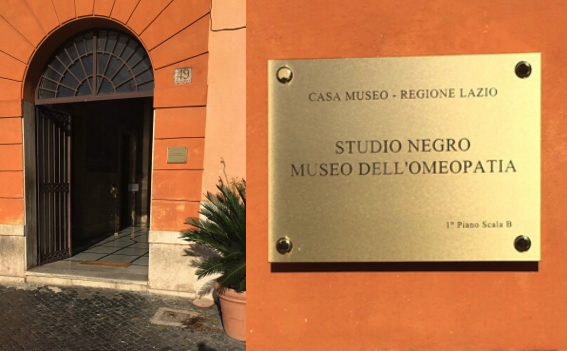 49
CASA MUSEO - REGIONE LAZIO
STUDIO NEGRO
MUSEO DELL'OMEOPATIA
1° Piano Scala B